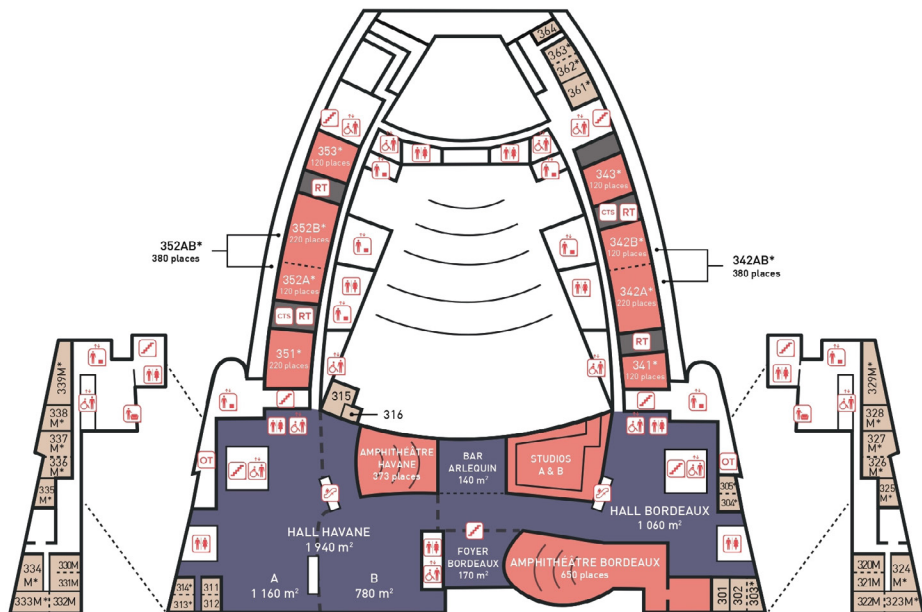 364
363*
362*
361*
353*
120 places
RT
343*
120 places
CTS
RT
352B*
220 places
352AB*
380 places
352A*
120 places
342B*
120 places
342AB*
380 places
342A*
220 places
CTS
RT
RT
351*
220 places
341*
120 places
315
316
339M*
338
M*
337
M*
336
M*
335
M*
334
M*
333M*
330M
331M
332M
329M*
328
M*
327
M*
326
M*
325
M*
324
M*
323M*
320M
321M
322M
OT
OT
AMPHITHÉÂTRE
HAVANE
373 places
BAR
ARLEQUIN
140 m²
STUDIOS
A & B
305*
304*
HALL HAVANE
1 940 m²
HALL BORDEAUX
1 060 m²
FOYER
BORDEAUX
170 m²
AMPHITHÉÂTRE BORDEAUX
650 places
A
1 160 m²
B
780 m²
314*
313*
311
312
301
302
303*